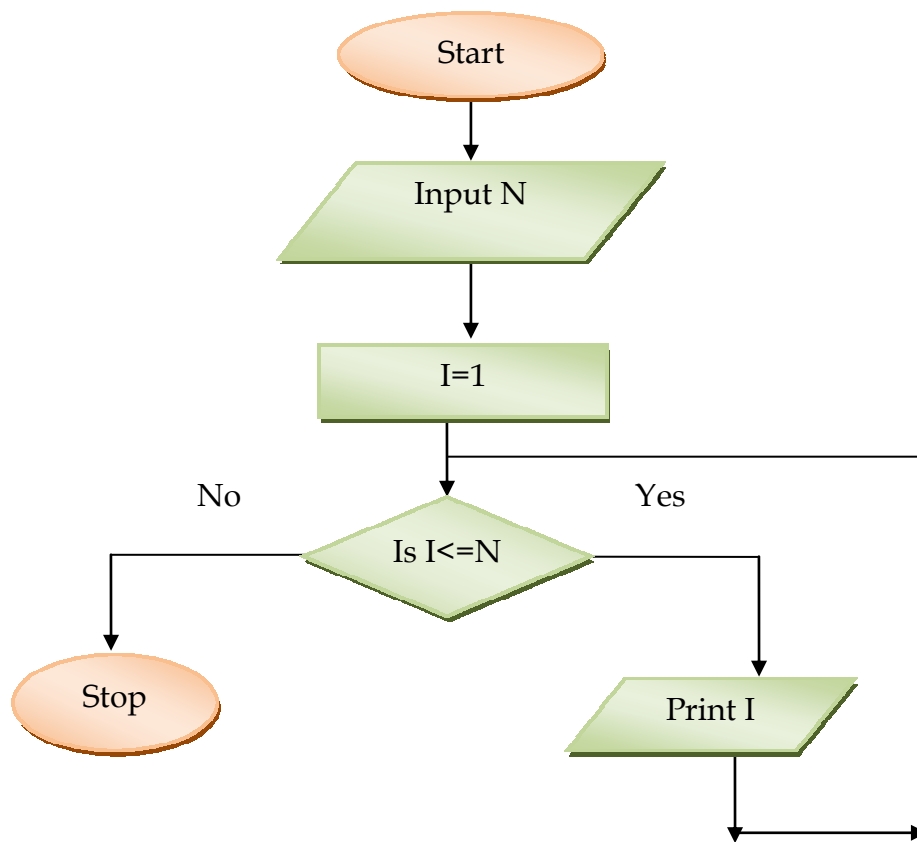 Start
Input N
I=1
No
Yes
Is I<=N
Stop
Print I